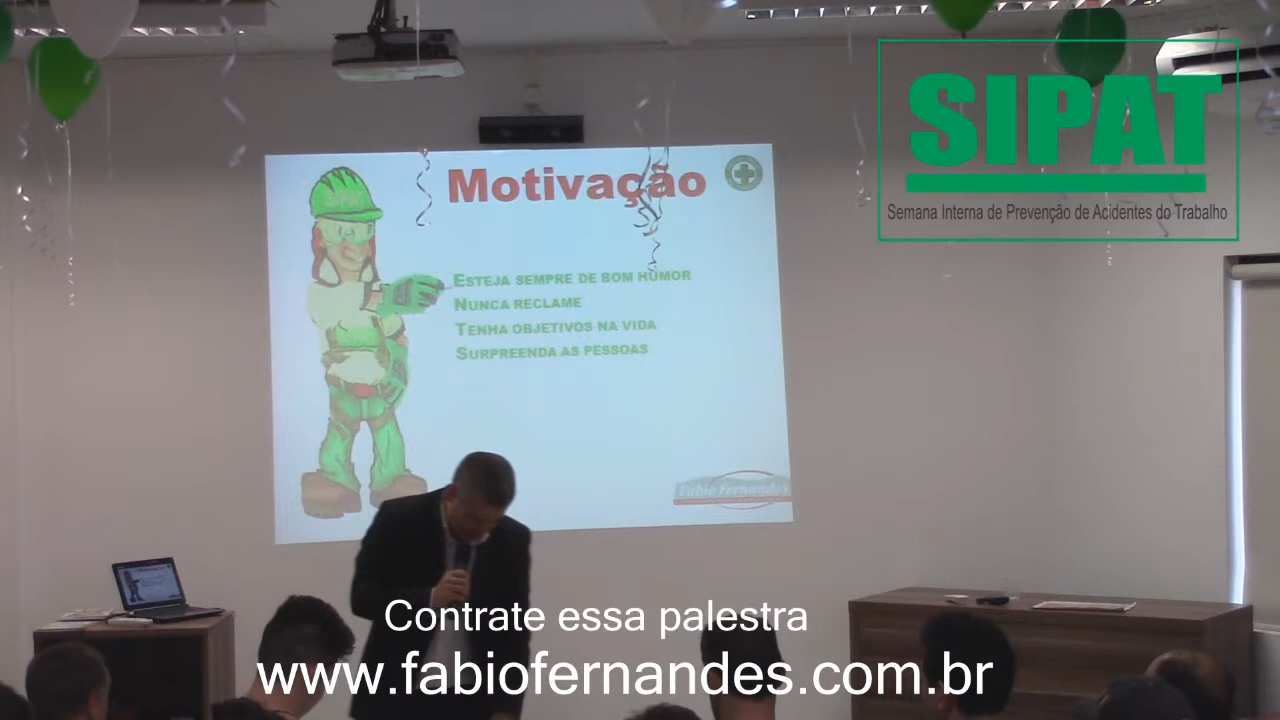 SIPAT
Semana Interna de Prevenção de Acidentes do Trabalho
Motivação
ESTEJA SEMPRE DE BOM HUMOR
NUNCA RECLAME
TENHA OBJETIVOS NA VIDA
SURPREENDA AS PESSOAS
Fabio Fernandes
Motivação
Contrate essa palestra
www.fabiofernandes.com.br